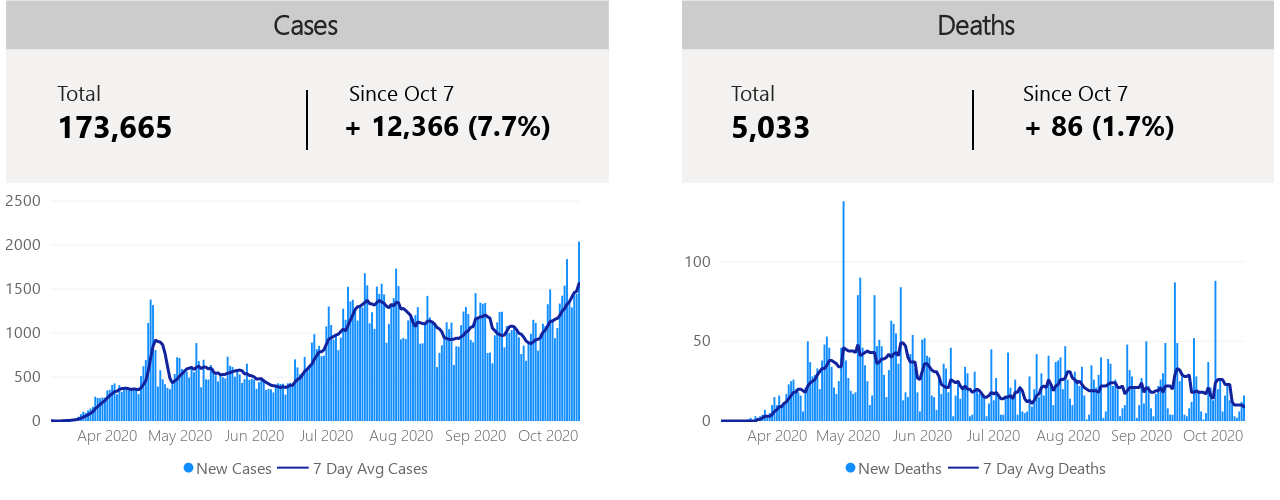 Cases
Total
173,665
Since Oct 7
+ 12,366 (7.7%)
2500
2000
1500
1000
500
0
Apr 2020 May 2020 Jun 2020 Jul 2020 Aug 2020 Sep 2020 Oct 2020
New Cases 7 Day Avg Cases
Deaths
Total
5,033
Since Oct 7
+ 86 (1.7%)
100
50
0
Apr 2020 May 2020 Jun 2020 Jul 2020 Aug 2020 Sep 2020 Oct 2020
New Deaths 7 Day Avg Deaths